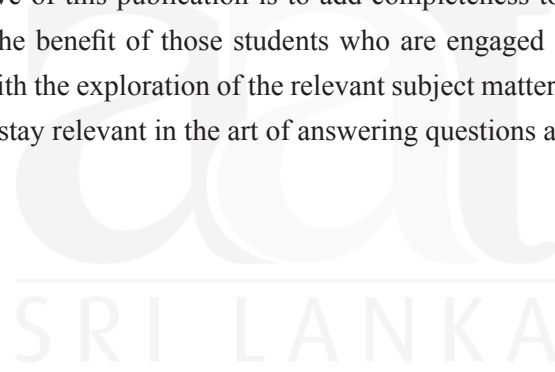 ve of this publication is to add completeness to
he benefit of those students who are engaged
ith the exploration of the relevant subject matter
stay relevant in the art of answering questions a
aat
SRI LANKA